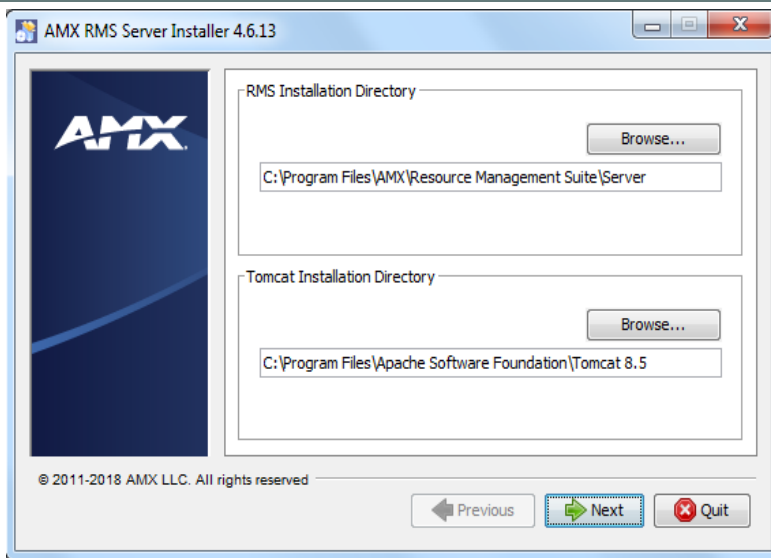 AMX RMS Server Installer 4.6.13
AMX
RMS Installation Directory
Browse...
C:\Program Files\AMX\Resource Management Suite\Server
Tomcat Installation Directory
Browse...
C:\Program Files\Apache Software Foundation\Tomcat 8.5
© 2011-2018 AMX LLC. All rights reserved
Previous
Next
Quit